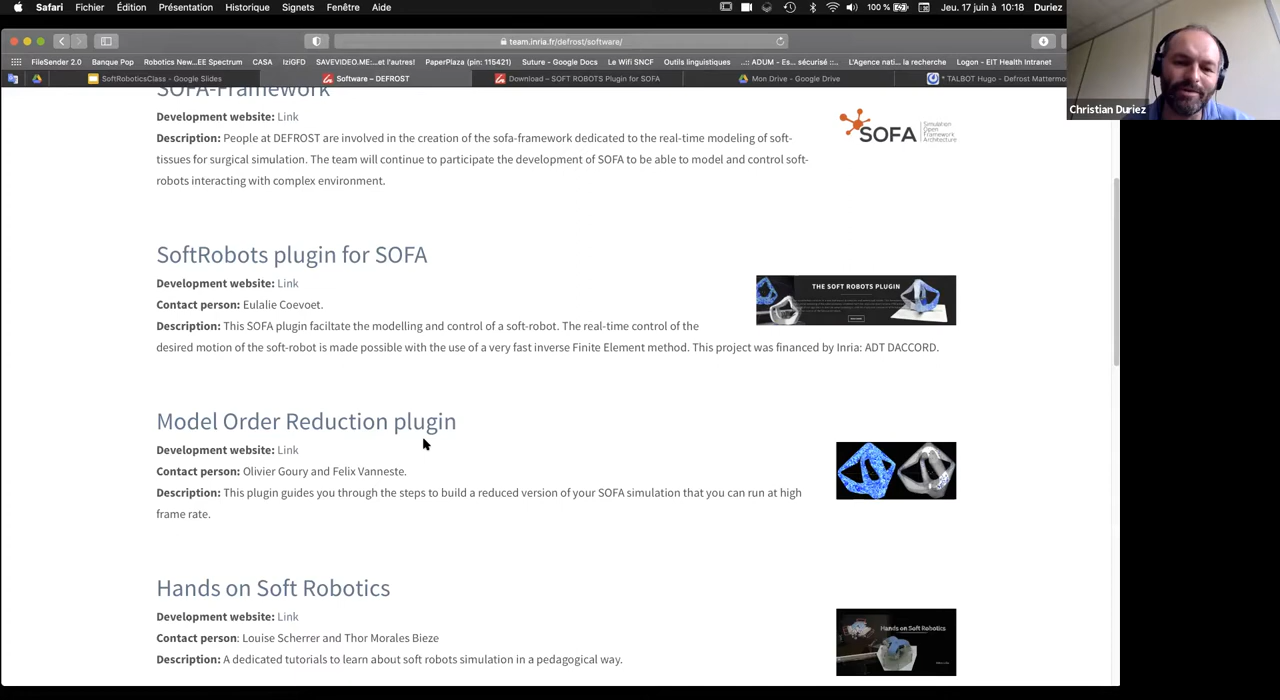 Safari Fichier Édition Présentation Historique Signets Fenêtre Aide 100 % Jeu. 17 juin à 10:18 Duriez
team.inria.fr/defrost/software/
FileSender 2.0 Banque Pop Robotics New...EE Spectrum CASA IziGFD SAVEVIDEO.ME:...et l'autres! PaperPlaza (pin: 115421) Suture - Google Docs Le Wifi SNCF Outils linguistiques ..:: ADUM - Es... sécurisé ::. L'Agence nati... la recherche Logon - EIT Health Intranet
SoftRoboticsClass - Google Slides Software – DEFROST Download – SOFT ROBOTS Plugin for SOFA Mon Drive - Google Drive * TALBOT Hugo - Defrost Mattermo
Christian Duriez
SOFA-Framework
Development website: Link
Description: People at DEFROST are involved in the creation of the sofa-framework dedicated to the real-time modeling of soft-
tissues for surgical simulation. The team will continue to participate the development of SOFA to be able to model and control soft-
robots interacting with complex environment.
SOFA
Simulation
Open
Framework
Architecture
SoftRobots plugin for SOFA
Development website: Link
Contact person: Eulalie Coevoet.
Description: This SOFA plugin faciltate the modelling and control of a soft-robot. The real-time control of the
desired motion of the soft-robot is made possible with the use of a very fast inverse Finite Element method. This project was financed by Inria: ADT DACCORD.
THE SOFT ROBOTS PLUGIN
Model Order Reduction plugin
Development website: Link
Contact person: Olivier Goury and Felix Vanneste.
Description: This plugin guides you through the steps to build a reduced version of your SOFA simulation that you can run at high
frame rate.
Hands on Soft Robotics
Development website: Link
Contact person: Louise Scherrer and Thor Morales Bieze
Description: A dedicated tutorials to learn about soft robots simulation in a pedagogical way.
Hands on Soft Robotics